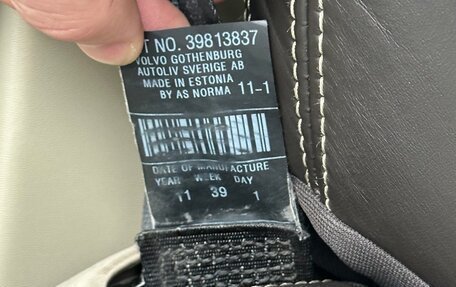 T NO. 39813837
VOLVO GOTHENBURG
AUTOLIV SVERIGE AB
MADE IN ESTONIA
BY AS NORMA 11-1
DATE OF MANUFACTURE
YEAR WEEK DAY
11 39 1